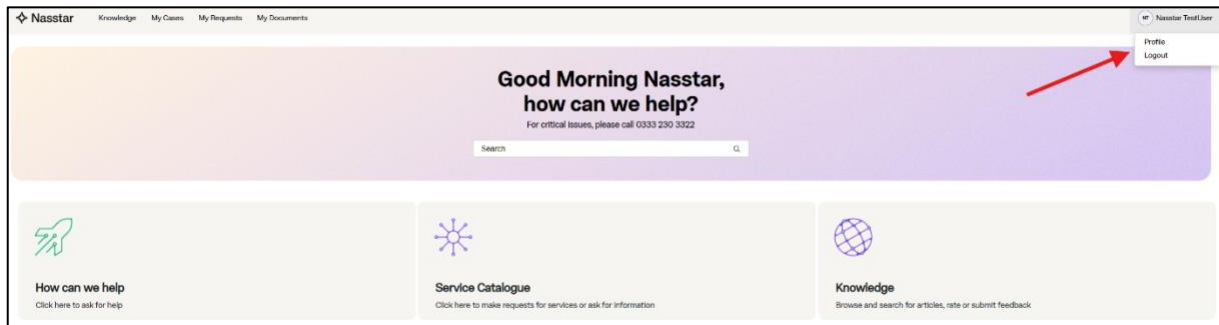 Nasstar
Knowledge My Cases My Requests My Documents
NT Nasstar TestUser
Profile
Logout
Good Morning Nasstar,
how can we help?
For critical issues, please call 0333 230 3322
Search
How can we help
Click here to ask for help
Service Catalogue
Click here to make requests for services or ask for information
Knowledge
Browse and search for articles, rate or submit feedback